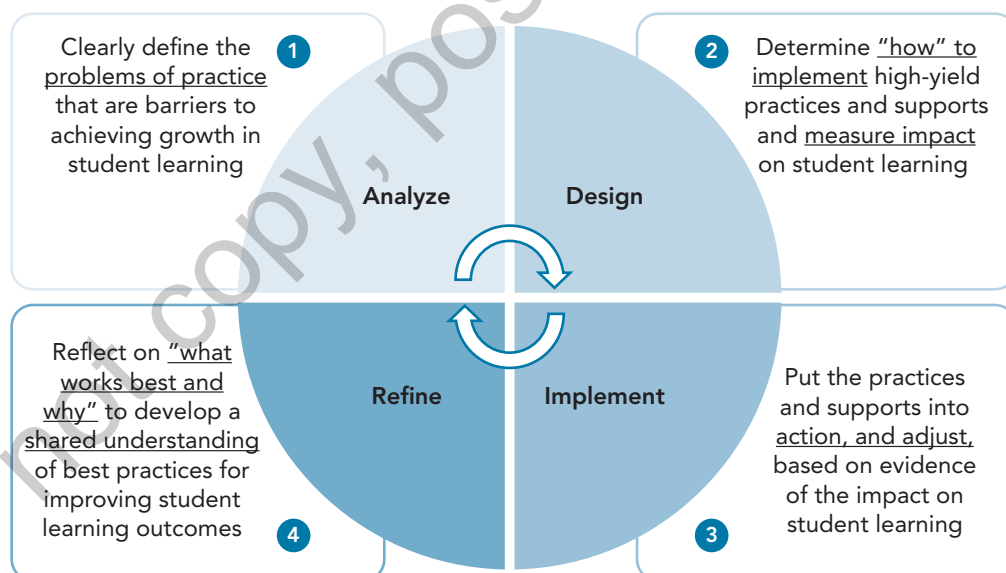 Clearly define the
problems of practice
that are barriers to
achieving growth in
student learning
1
2
Determine “how” to
implement high-yield
practices and supports
and measure impact
on student learning
Analyze
Design
Reflect on “what
works best and
why” to develop a
shared understanding
of best practices for
improving student
learning outcomes
4
Refine
Implement
Put the practices
and supports into
action, and adjust,
based on evidence
of the impact on
student learning
3
not copy, pos